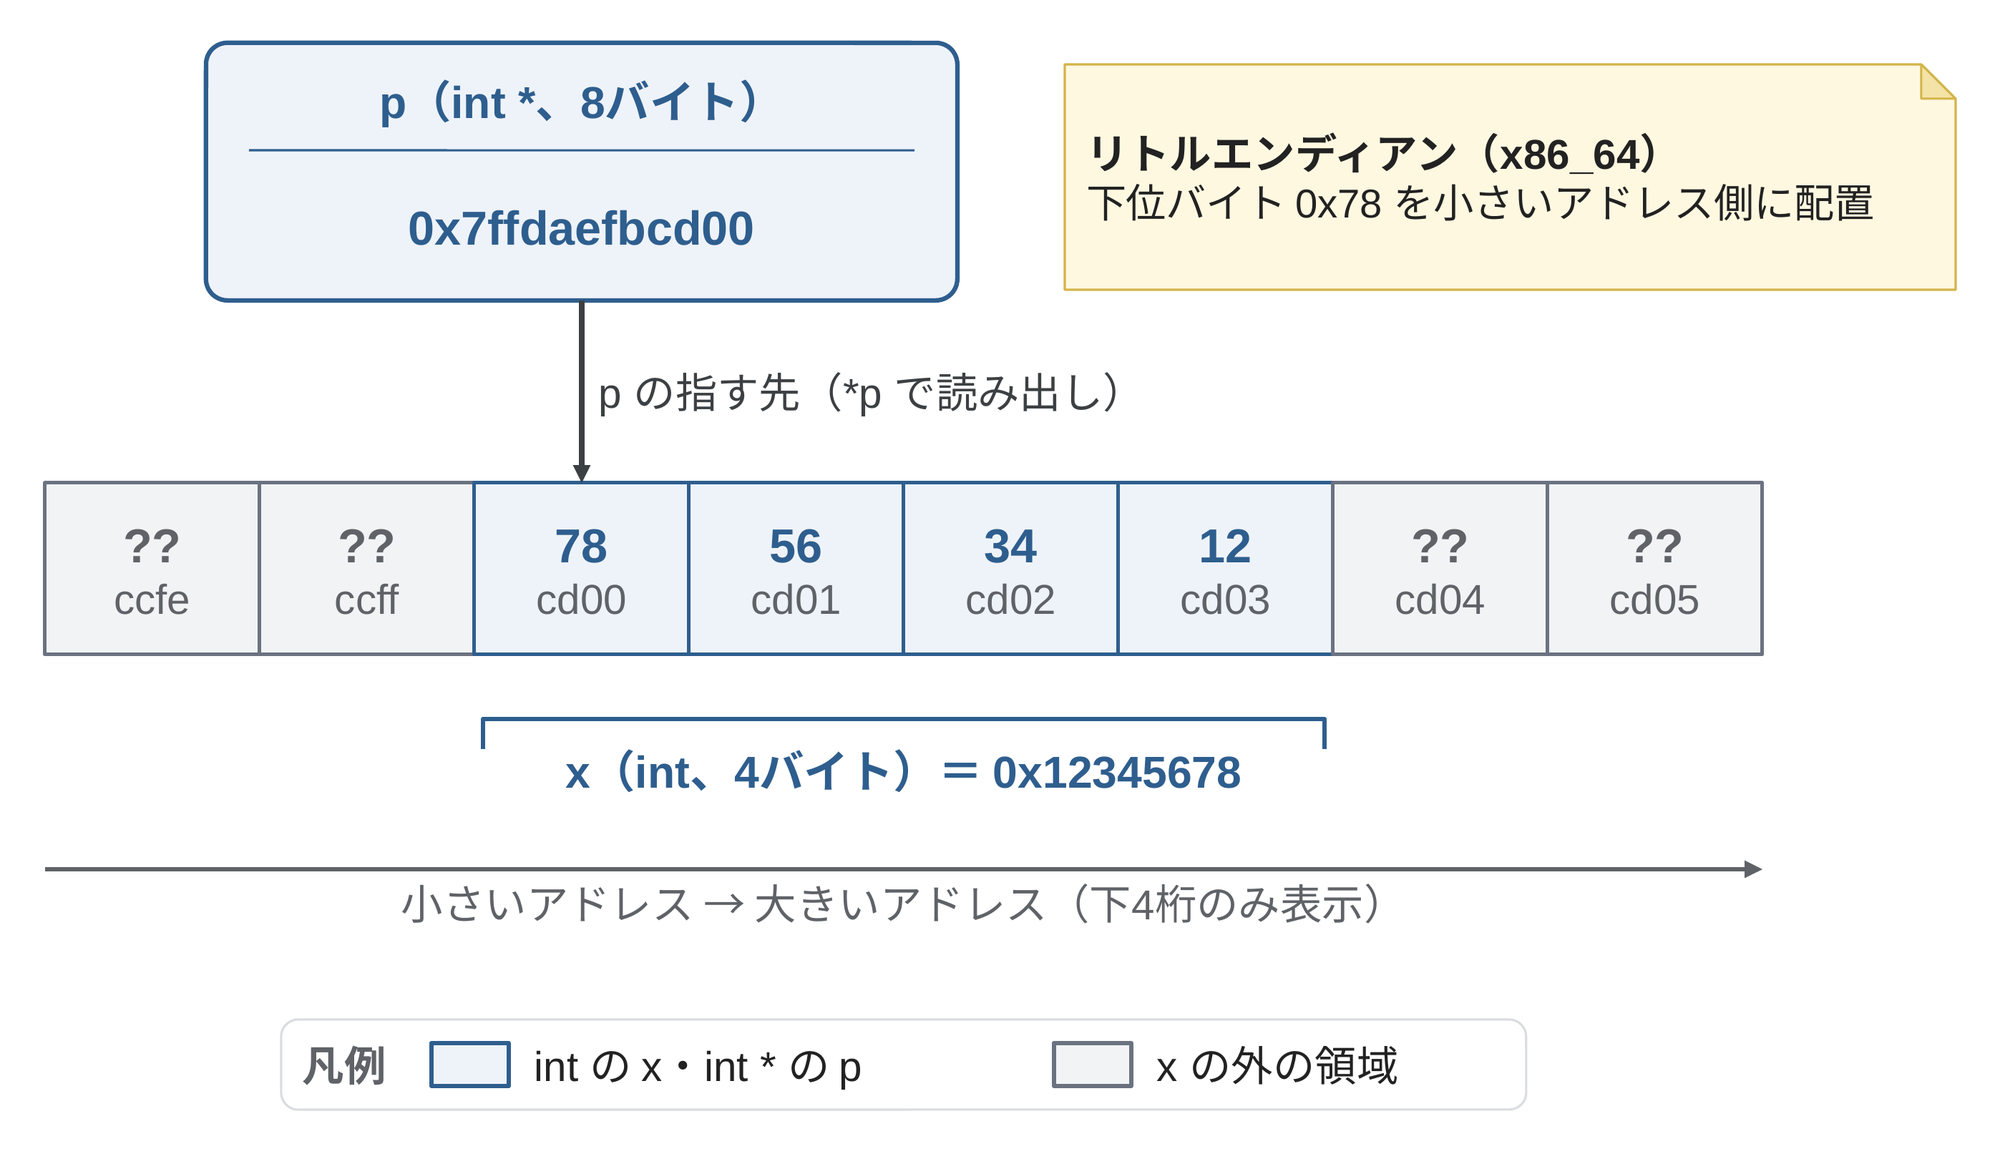 p（int *、8バイト）
0x7ffdaefbcd00
リトルエンディアン（x86_64）
下位バイト 0x78 を小さいアドレス側に配置
p の指す先（*p で読み出し）
?? ?? 78 56 34 12 ?? ??
ccfe ccff cd00 cd01 cd02 cd03 cd04 cd05
x（int、4バイト）＝ 0x12345678
小さいアドレス → 大きいアドレス（下4桁のみ表示）
凡例 int の x・int * の p x の外の領域